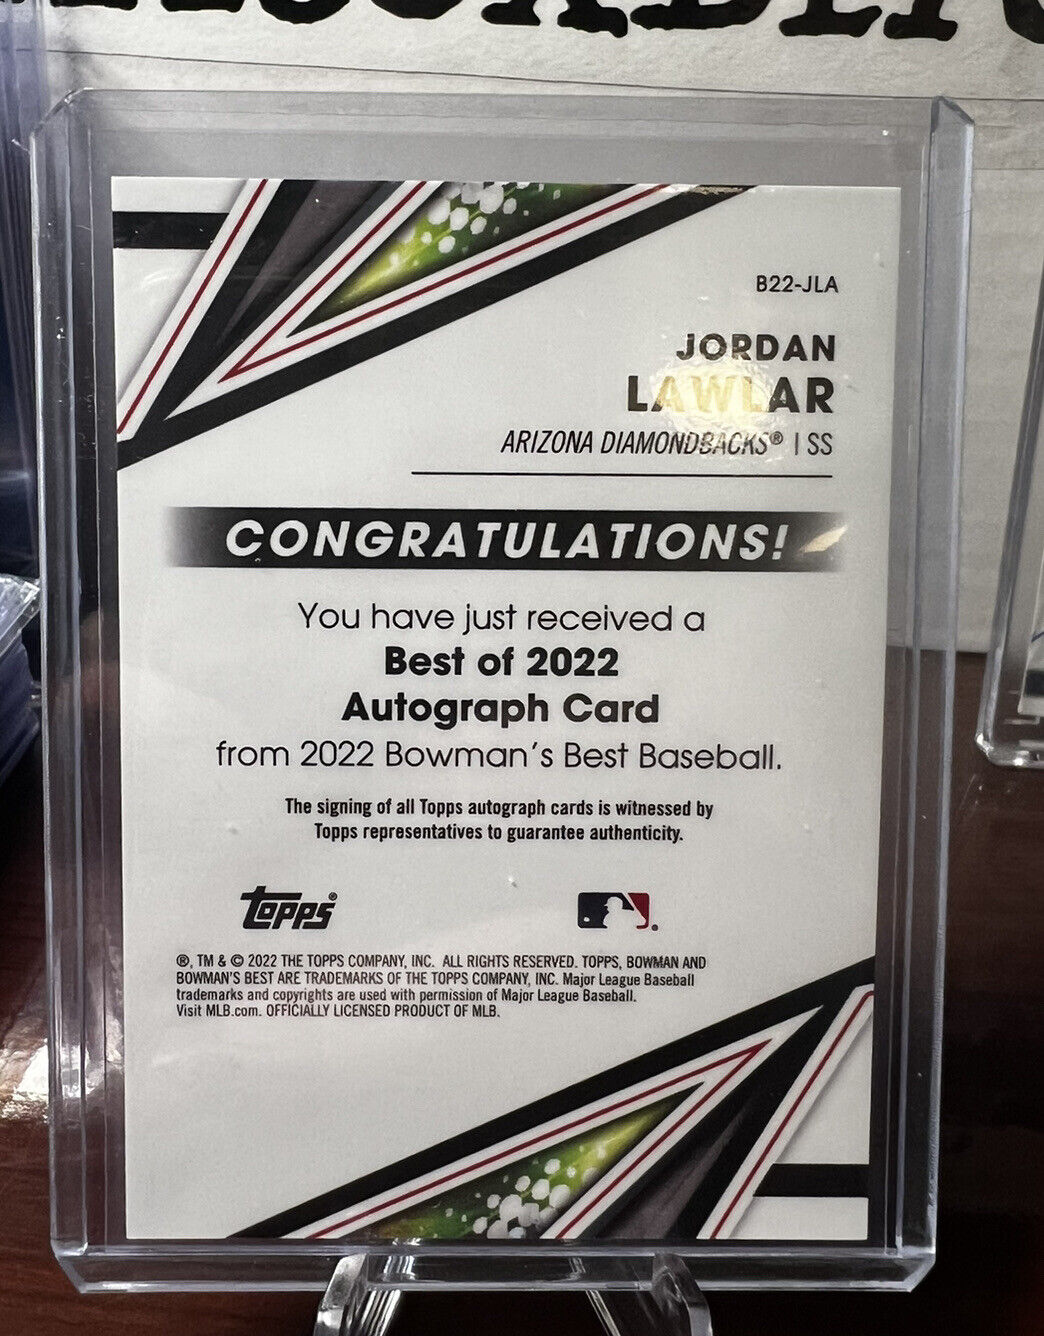 B22-JLA
JORDAN
LAWLAR
ARIZONA DIAMONDBACKS® | SS
CONGRATULATIONS!
You have just received a
Best of 2022
Autograph Card
from 2022 Bowman's Best Baseball.
The signing of all Topps autograph cards is witnessed by
Topps representatives to guarantee authenticity.
Topps®
®, TM & © 2022 THE TOPPS COMPANY, INC. ALL RIGHTS RESERVED. TOPPS, BOWMAN AND
BOWMAN'S BEST ARE TRADEMARKS OF THE TOPPS COMPANY, INC. Major League Baseball
trademarks and copyrights are used with permission of Major League Baseball.
Visit MLB.com. OFFICIALLY LICENSED PRODUCT OF MLB.